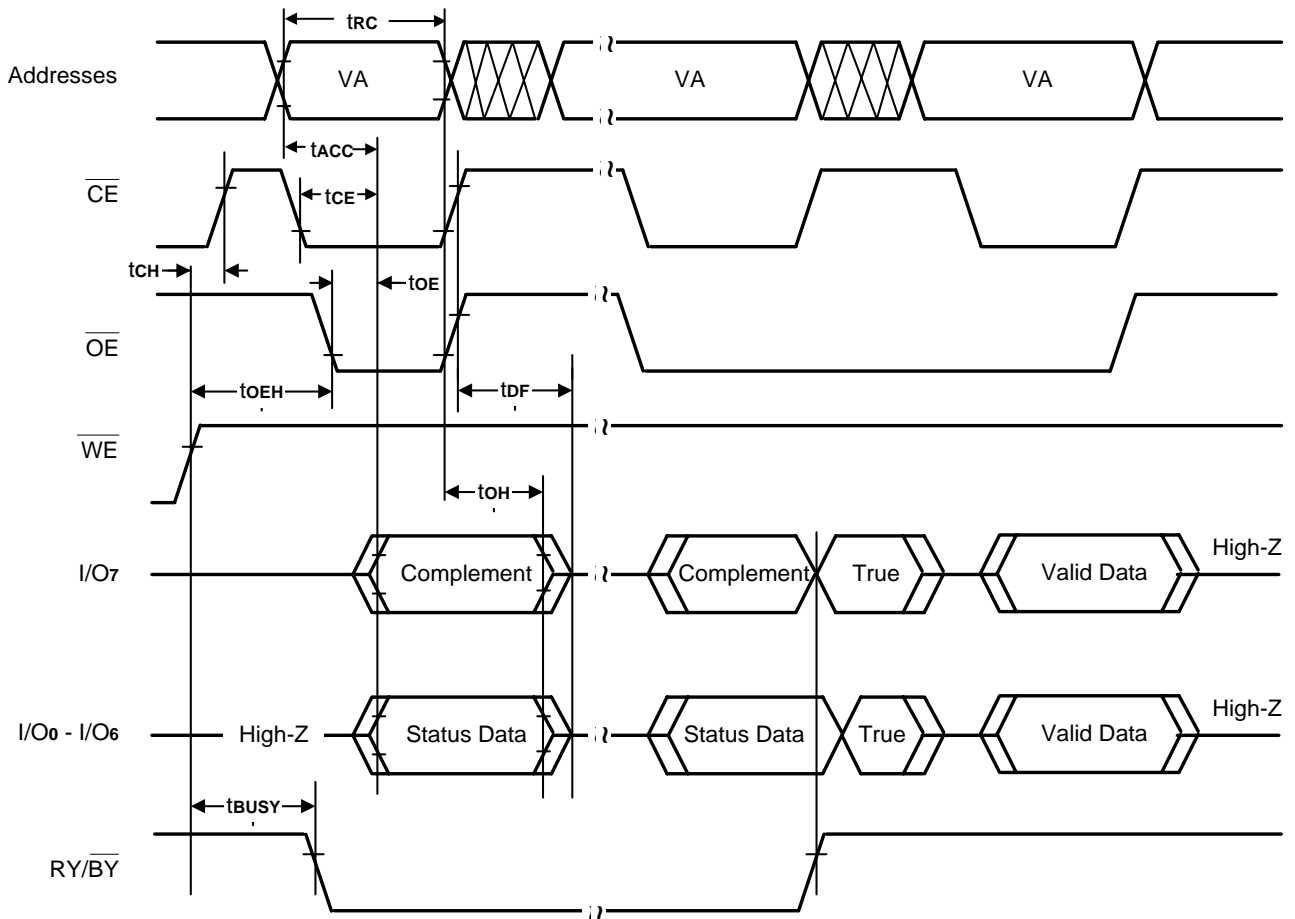 tRC
Addresses VA VA VA
tACC
CE tCE
tCH tOE
OE
tOEH tDF
WE
tOH
High-Z
I/O7 Complement Complement True Valid Data
High-Z
I/O0 - I/O6 High-Z Status Data Status Data True Valid Data
tBUSY
RY/BY